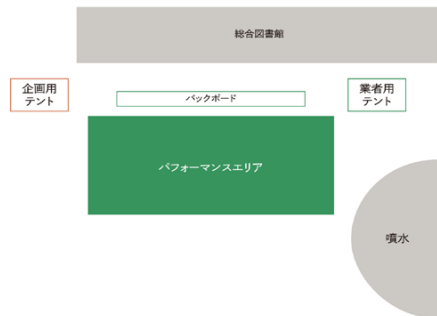 総合図書館
企画用
テント
バックボード
業者用
テント
パフォーマンスエリア
噴水